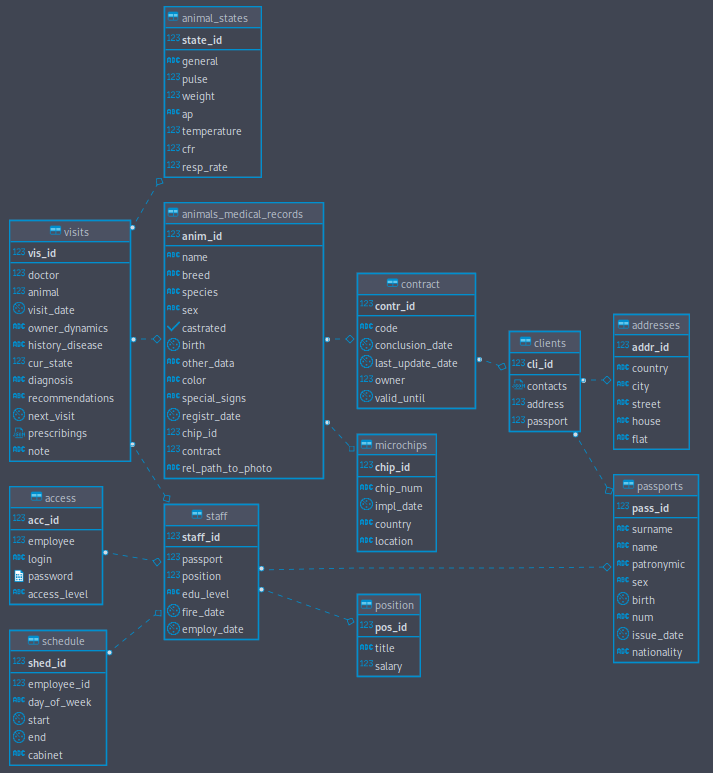 animal_states
123 state_id
ABC general
123 pulse
123 weight
ABC ap
123 temperature
123 cfr
123 resp_rate
visits
123 vis_id
123 doctor
123 animal
visit_date
ABC owner_dynamics
ABC history_disease
123 cur_state
ABC diagnosis
ABC recommendations
next_visit
prescribings
ABC note
animals_medical_records
123 anim_id
ABC name
ABC breed
ABC species
ABC sex
castrated
birth
ABC other_data
ABC color
ABC special_signs
registr_date
123 chip_id
123 contract
ABC rel_path_to_photo
contract
123 contr_id
ABC code
conclusion_date
last_update_date
123 owner
valid_until
clients
123 cli_id
contacts
123 address
123 passport
addresses
123 addr_id
ABC country
ABC city
ABC street
ABC house
ABC flat
microchips
123 chip_id
ABC chip_num
impl_date
ABC country
ABC location
passports
123 pass_id
ABC surname
ABC name
ABC patronymic
ABC sex
birth
ABC num
issue_date
ABC nationality
access
123 acc_id
123 employee
ABC login
password
ABC access_level
staff
123 staff_id
123 passport
123 position
ABC edu_level
fire_date
employ_date
position
123 pos_id
ABC title
123 salary
schedule
123 shed_id
123 employee_id
ABC day_of_week
start
end
ABC cabinet